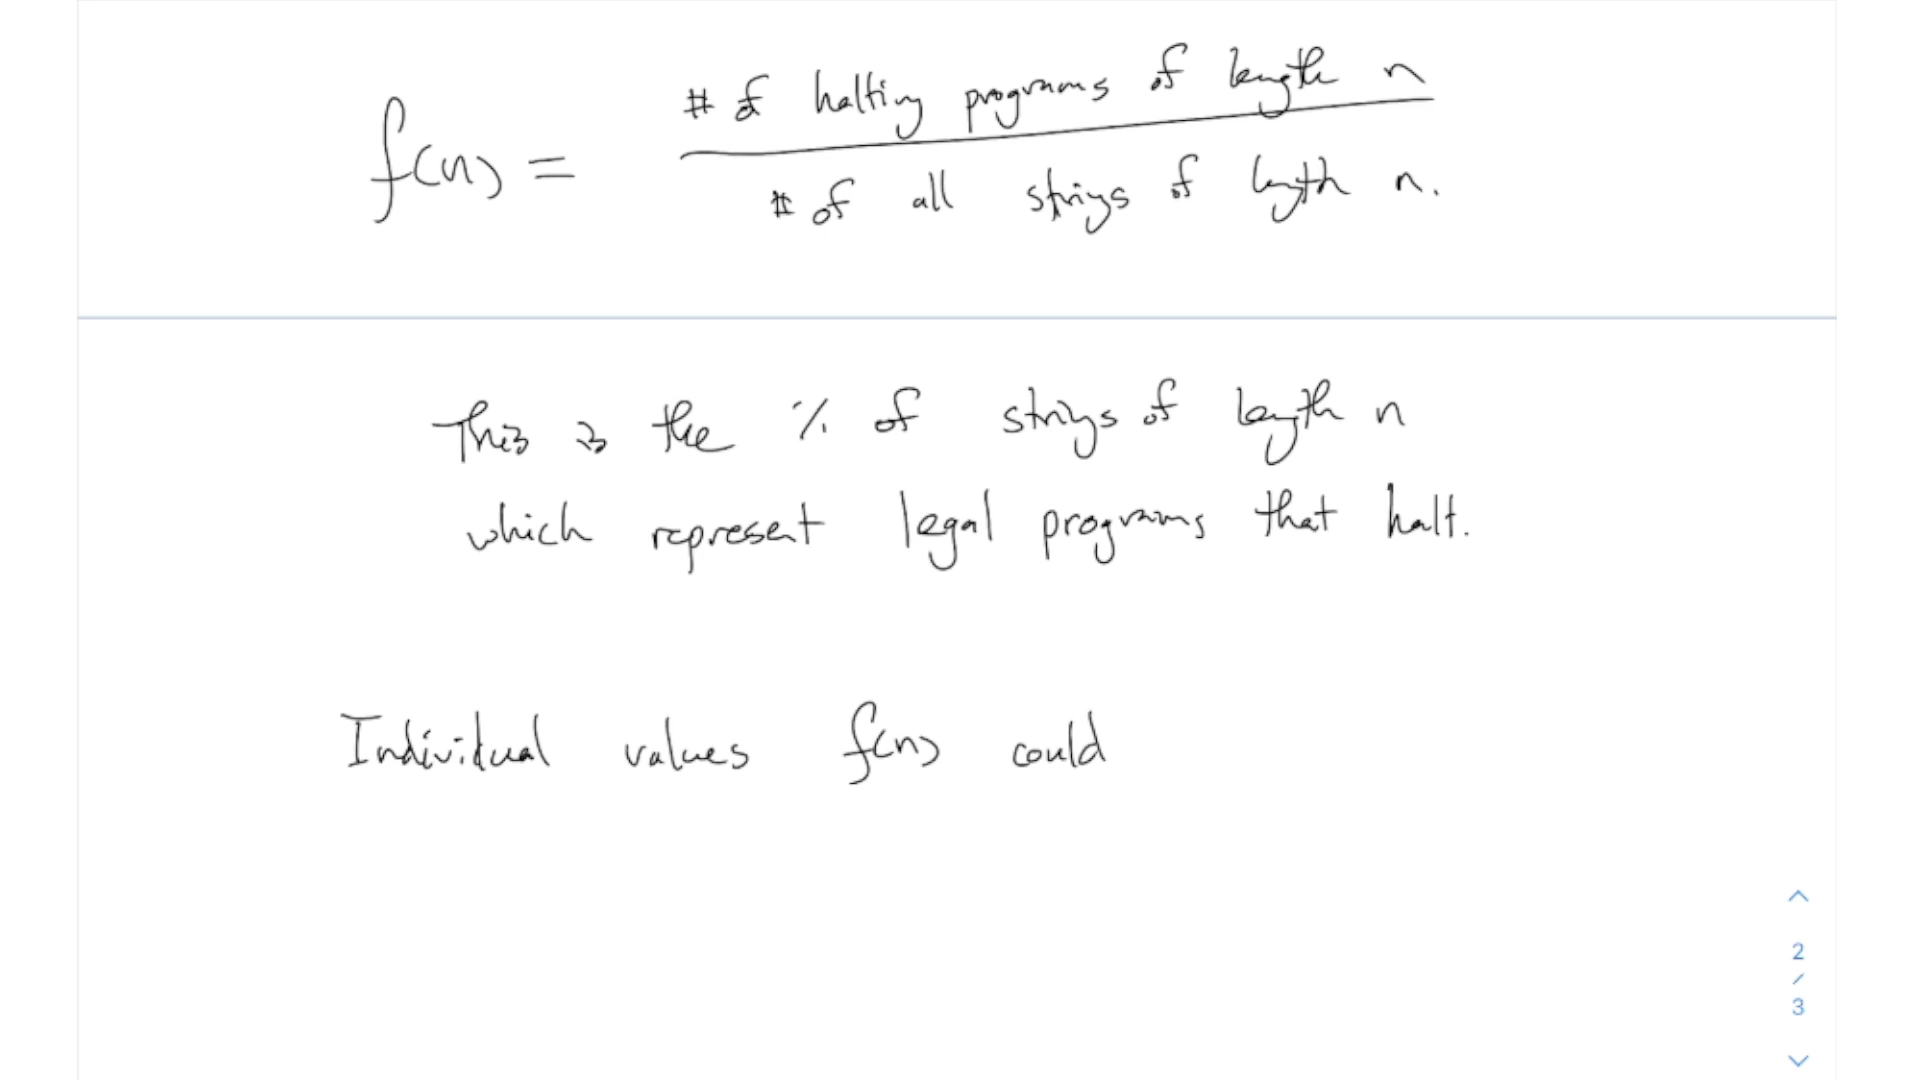 f(n) = # of halting programs of length n
# of all strings of length n.
This is the % of strings of length n
which represent legal programs that halt.
Individual values f(n) could
2
/
3